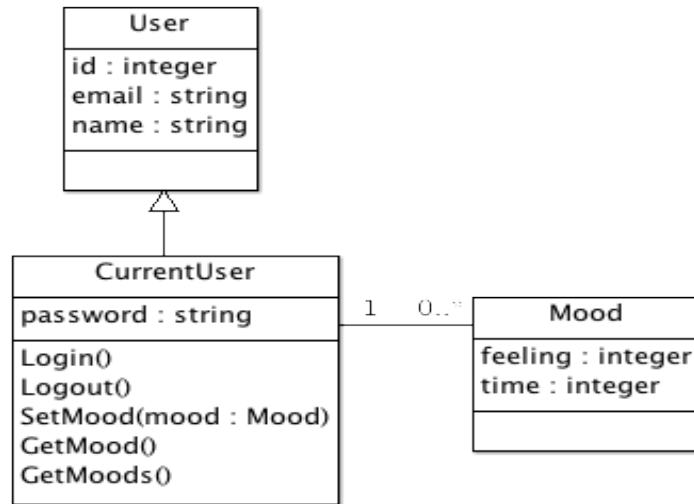 User
id : integer
email : string
name : string
CurrentUser
password : string
Login()
Logout()
SetMood(mood : Mood)
GetMood()
GetMoods()
1 0..*
Mood
feeling : integer
time : integer